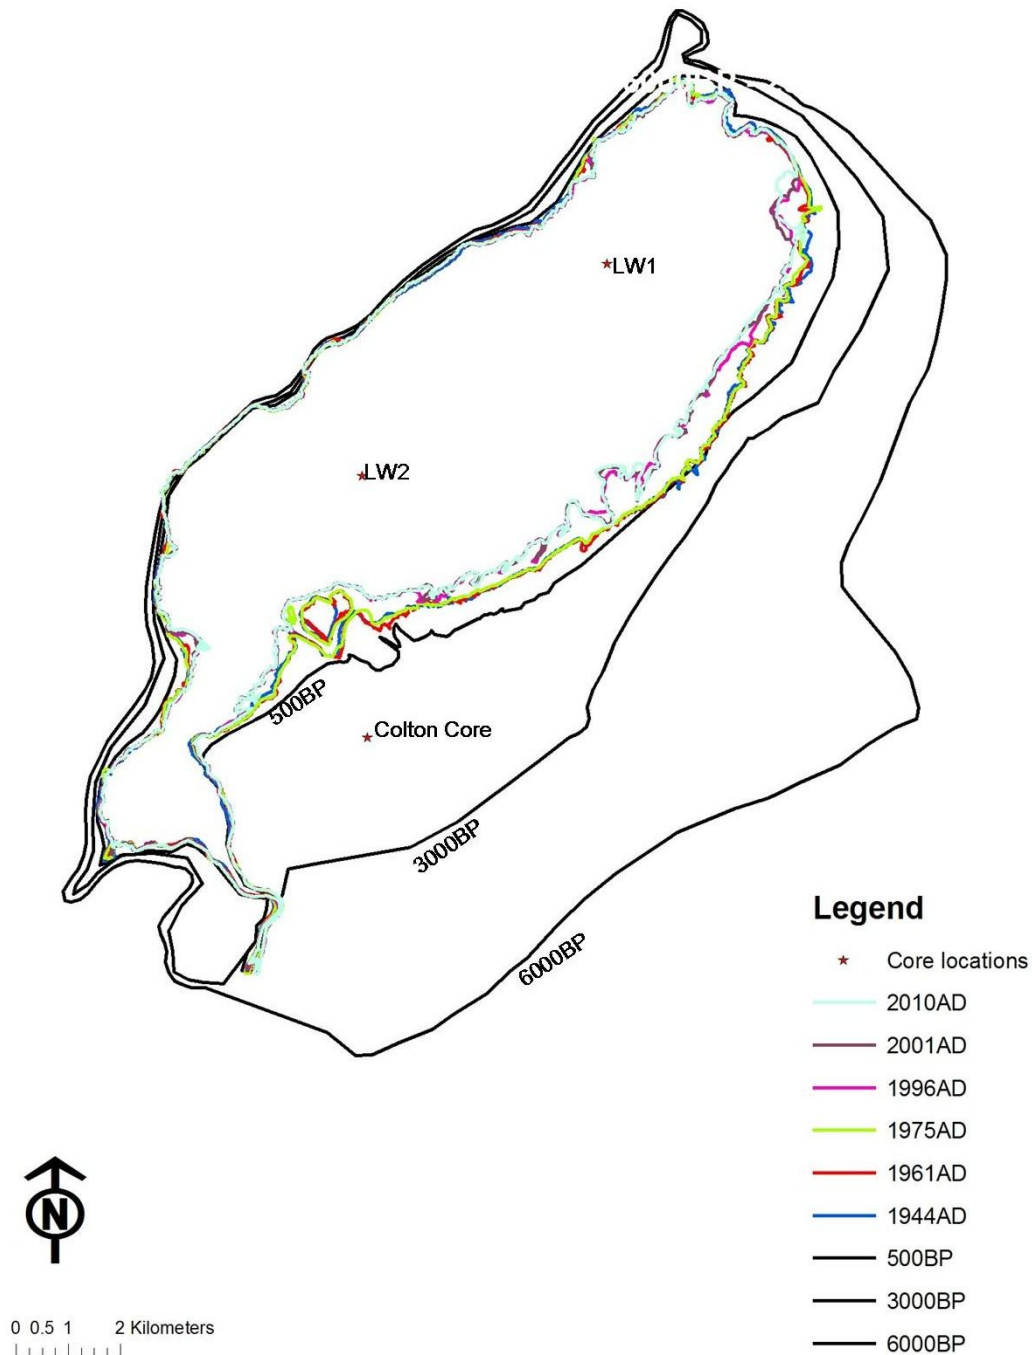 LW1
LW2
500BP
Colton Core
3000BP
6000BP
Legend
Core locations
2010AD
2001AD
1996AD
1975AD
1961AD
1944AD
500BP
3000BP
6000BP
N
0 0.5 1 2 Kilometers